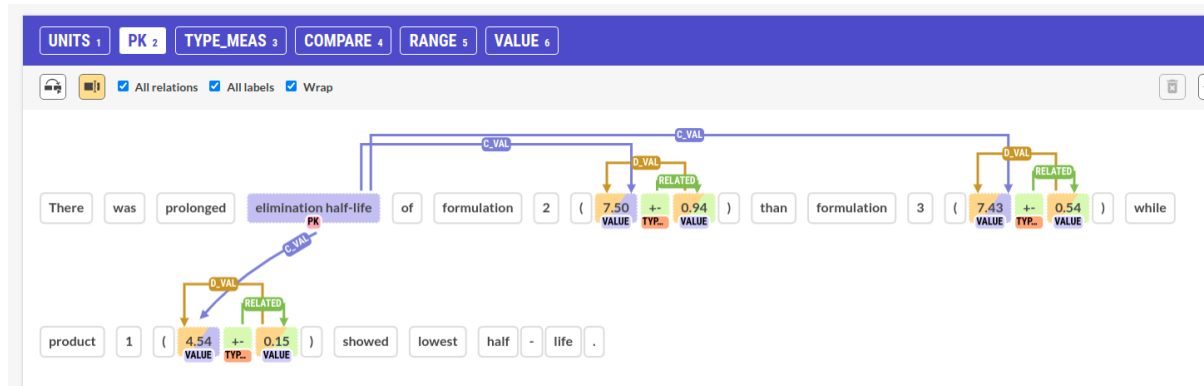 UNITS 1 PK 2 TYPE_MEAS 3 COMPARE 4 RANGE 5 VALUE 6
All relations All labels Wrap
C_VAL
C_VAL
D_VAL D_VAL
RELATED RELATED
There was prolonged elimination half-life of formulation 2 ( 7.50 +- 0.94 ) than formulation 3 ( 7.43 +- 0.54 ) while
PK VALUE TYP... VALUE VALUE TYP... VALUE
C_VAL
D_VAL
RELATED
product 1 ( 4.54 +- 0.15 ) showed lowest half - life .
VALUE TYP... VALUE